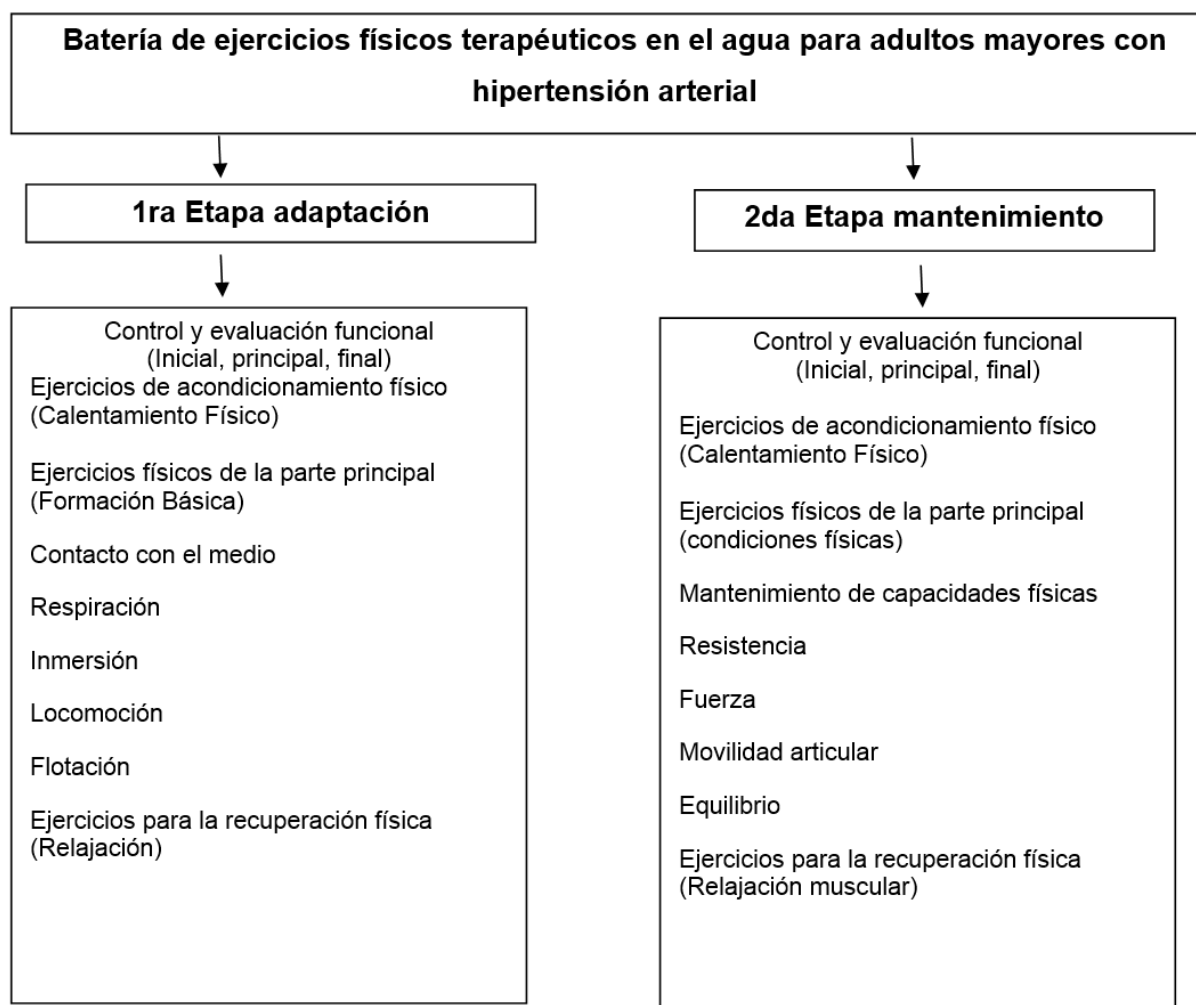 Batería de ejercicios físicos terapéuticos en el agua para adultos mayores con
hipertensión arterial
1ra Etapa adaptación
Control y evaluación funcional
(Inicial, principal, final)
Ejercicios de acondicionamiento físico
(Calentamiento Físico)
Ejercicios físicos de la parte principal
(Formación Básica)
Contacto con el medio
Respiración
Inmersión
Locomoción
Flotación
Ejercicios para la recuperación física
(Relajación)
2da Etapa mantenimiento
Control y evaluación funcional
(Inicial, principal, final)
Ejercicios de acondicionamiento físico
(Calentamiento Físico)
Ejercicios físicos de la parte principal
(condiciones físicas)
Mantenimiento de capacidades físicas
Resistencia
Fuerza
Movilidad articular
Equilibrio
Ejercicios para la recuperación física
(Relajación muscular)